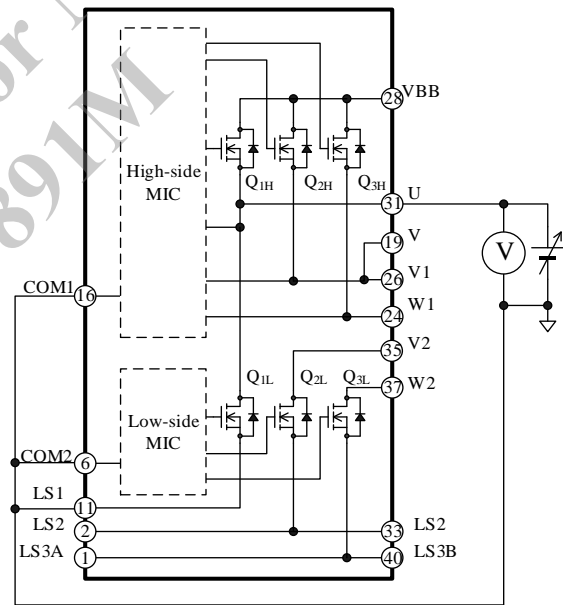 or N
891M
High-side
MIC
28 VBB
Q1H Q2H Q3H
31 U
19 V
26 V1
24 W1
35 V2
37 W2
V
COM1
16
Q1L Q2L Q3L
Low-side
MIC
COM2
6
LS1
11
LS2
2
33 LS2
LS3A
1
40 LS3B